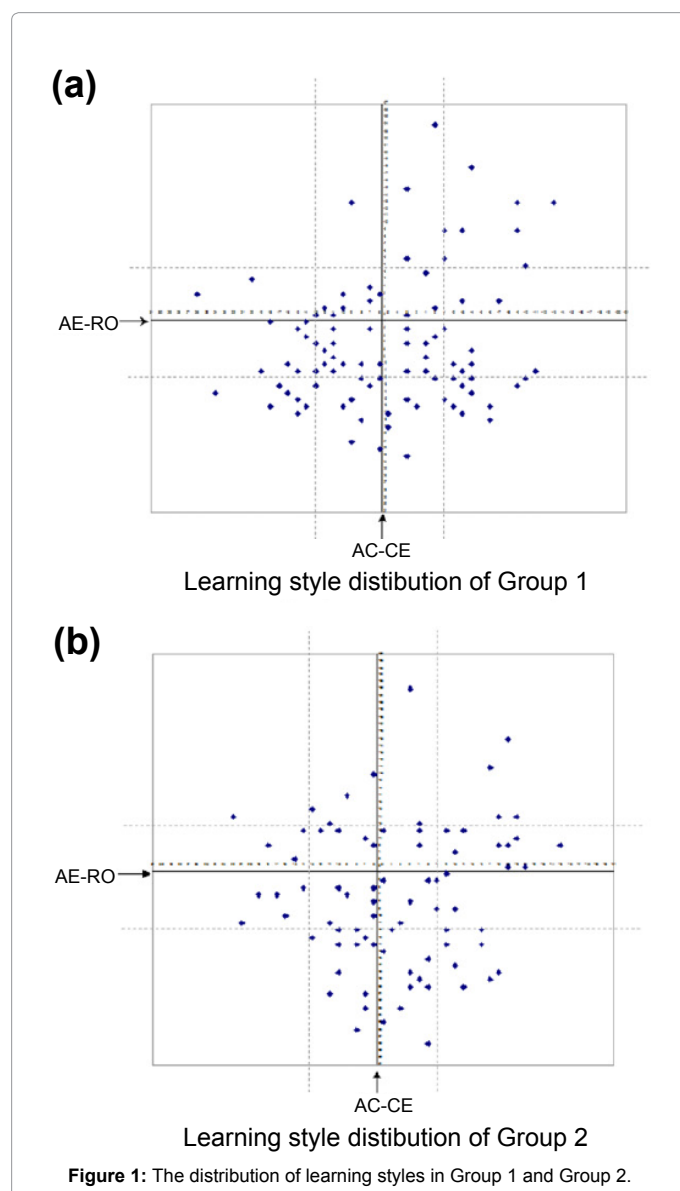 (a)
AE-RO
AC-CE
Learning style distibution of Group 1
(b)
AE-RO
AC-CE
Learning style distibution of Group 2
Figure 1: The distribution of learning styles in Group 1 and Group 2.